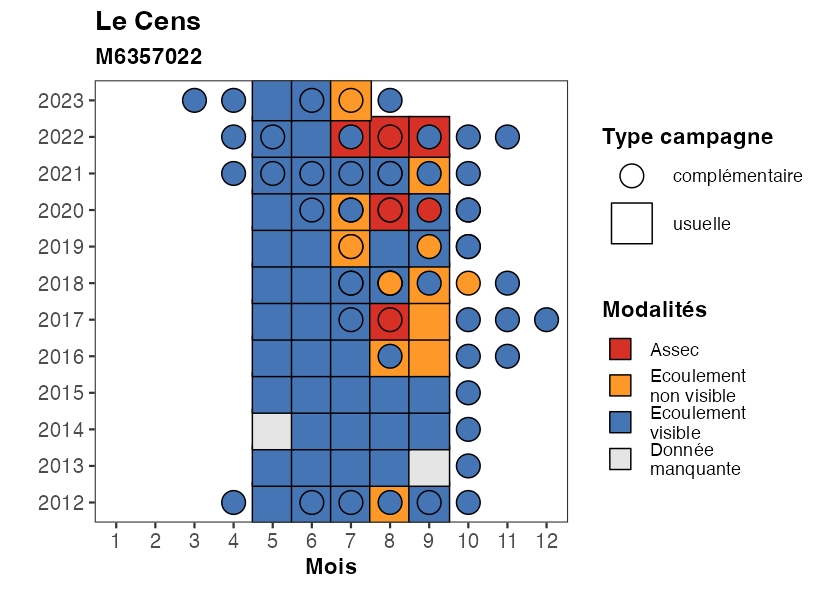 Le Cens
M6357022
2023
2022
2021
2020
2019
2018
2017
2016
2015
2014
2013
2012
1 2 3 4 5 6 7 8 9 10 11 12
Mois
Type campagne
complémentaire
usuelle
Modalités
Assec
Ecoulement
non visible
Ecoulement
visible
Donnée
manquante